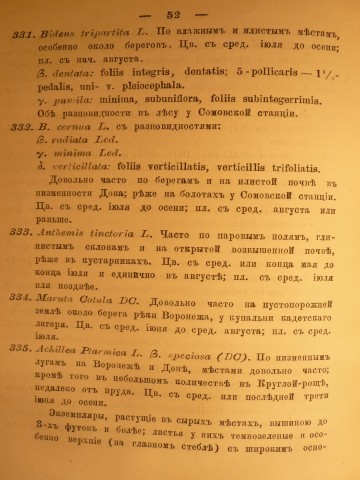 — 52 —
331. Bidens tripartita L. По влажнымъ и илистымъ мѣстамъ,
особенно около береговъ. Цв. съ сред. іюля до осени;
пл. съ нач. августа.
β. dentata: foliis integris, dentatis; 5-pollicaris — 1½-
pedalis, uni- v. pleiocephala.
γ. pumila: minima, subuniflora, foliis subintegerrimis.
Обѣ разновидности въ лѣсу у Сомовской станціи.
332. B. cernua L. съ разновидностями:
β. radiata Led.
γ. minima Led.
δ. verticillata: foliis verticillatis, verticillis trifoliatis.
Довольно часто по берегамъ и на илистой почвѣ въ
низменности Дона; рѣже на болотахъ у Сомовской станціи.
Цв. съ сред. іюля до осени; пл. съ сред. августа или
раньше.
333. Anthemis tinctoria L. Часто по паровымъ полямъ, гли-
нистымъ склонамъ и на открытой возвышенной почвѣ,
рѣже въ кустарникахъ. Цв. съ сред. или конца мая до
конца іюля и единично въ августѣ; пл. съ сред. іюля
или позднѣе.
334. Maruta Cotula DC. Довольно часто на пустопорожней
землѣ около берега рѣки Воронежа, у купальни кадетскаго
лагеря. Цв. съ сред. іюня до сред. августа; пл. съ сред.
іюля.
335. Achillea Ptarmica L. β. speciosa (DC). По низменнымъ
лугамъ на Воронежѣ и Донѣ, мѣстами довольно часто;
кромѣ того въ небольшомъ количествѣ въ Круглой-рощѣ,
недалеко отъ пруда. Цв. съ сред. или послѣдней трети
іюня до осени.
Экземпляры, растущіе въ сырыхъ мѣстахъ, вышиною до
3-хъ футовъ и болѣе; листья у нихъ темнозеленые и осо-
бенно верхніе (на главномъ стеблѣ) съ широкимъ осно-